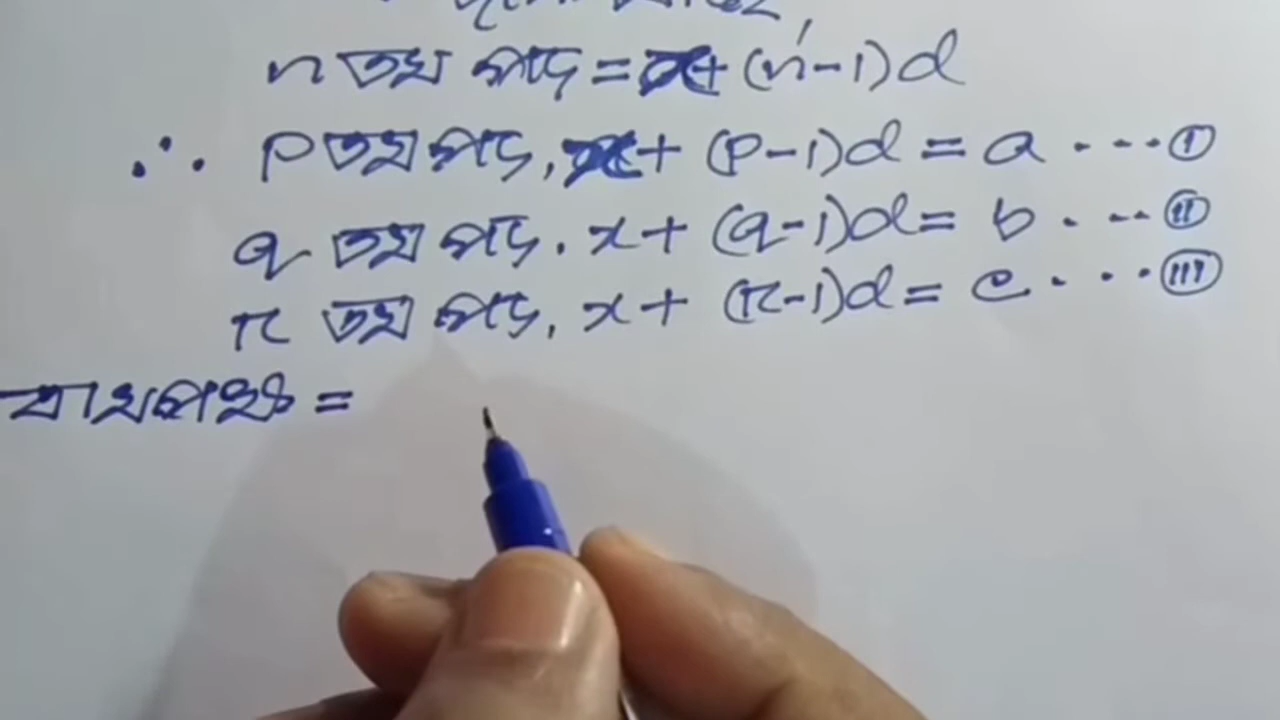 n তম পদ = x + (n-1)d
∴ p তম পদ, x + (p-1)d = a ---- (i)
q তম পদ, x + (q-1)d = b ---- (ii)
r তম পদ, x + (r-1)d = c ---- (iii)
বামপক্ষ =